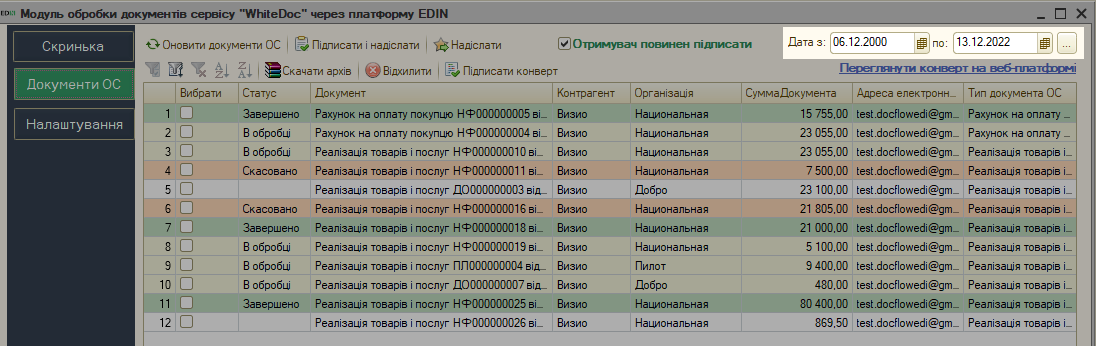 EDIN Модуль обробки документів сервісу "WhiteDoc" через платформу EDIN
Скринька
Документи ОС
Налаштування
Оновити документи ОС Підписати і надіслати Надіслати Отримувач повинен підписати Дата з: 06.12.2000 по: 13.12.2022 ...
Скачати архів Відхилити Підписати конверт Переглянути конверт на веб-платформі
Вибрати Статус Документ Контрагент Організація СуммаДокумента Адреса електронн... Тип документа ОС
1 Завершено Рахунок на оплату покупцю НФ000000005 ві... Визио Национальная 15 755,00 test.docflowedi@gm... Рахунок на оплату ...
2 В обробці Рахунок на оплату покупцю НФ000000004 ві... Визио Национальная 23 055,00 test.docflowedi@gm... Рахунок на оплату ...
3 В обробці Реалізація товарів і послуг НФ000000010 ві... Визио Национальная 23 055,00 test.docflowedi@gm... Реалізація товарів і...
4 Скасовано Реалізація товарів і послуг НФ000000011 ві... Визио Национальная 7 500,00 test.docflowedi@gm... Реалізація товарів і...
5 Реалізація товарів і послуг ДО000000003 від... Визио Добро 23 100,00 test.docflowedi@gm... Реалізація товарів і...
6 Скасовано Реалізація товарів і послуг НФ000000016 ві... Визио Национальная 21 805,00 test.docflowedi@gm... Реалізація товарів і...
7 Завершено Реалізація товарів і послуг НФ000000018 ві... Визио Национальная 21 000,00 test.docflowedi@gm... Реалізація товарів і...
8 В обробці Реалізація товарів і послуг НФ000000019 ві... Визио Национальная 5 100,00 test.docflowedi@gm... Реалізація товарів і...
9 В обробці Реалізація товарів і послуг ПЛ000000004 від... Визио Пилот 9 400,00 test.docflowedi@gm... Реалізація товарів і...
10 В обробці Реалізація товарів і послуг ДО000000007 від... Визио Добро 480,00 test.docflowedi@gm... Реалізація товарів і...
11 Завершено Реалізація товарів і послуг НФ000000025 ві... Визио Национальная 80 400,00 test.docflowedi@gm... Реалізація товарів і...
12 Реалізація товарів і послуг НФ000000026 ві... Визио Национальная 869,50 test.docflowedi@gm... Реалізація товарів і...